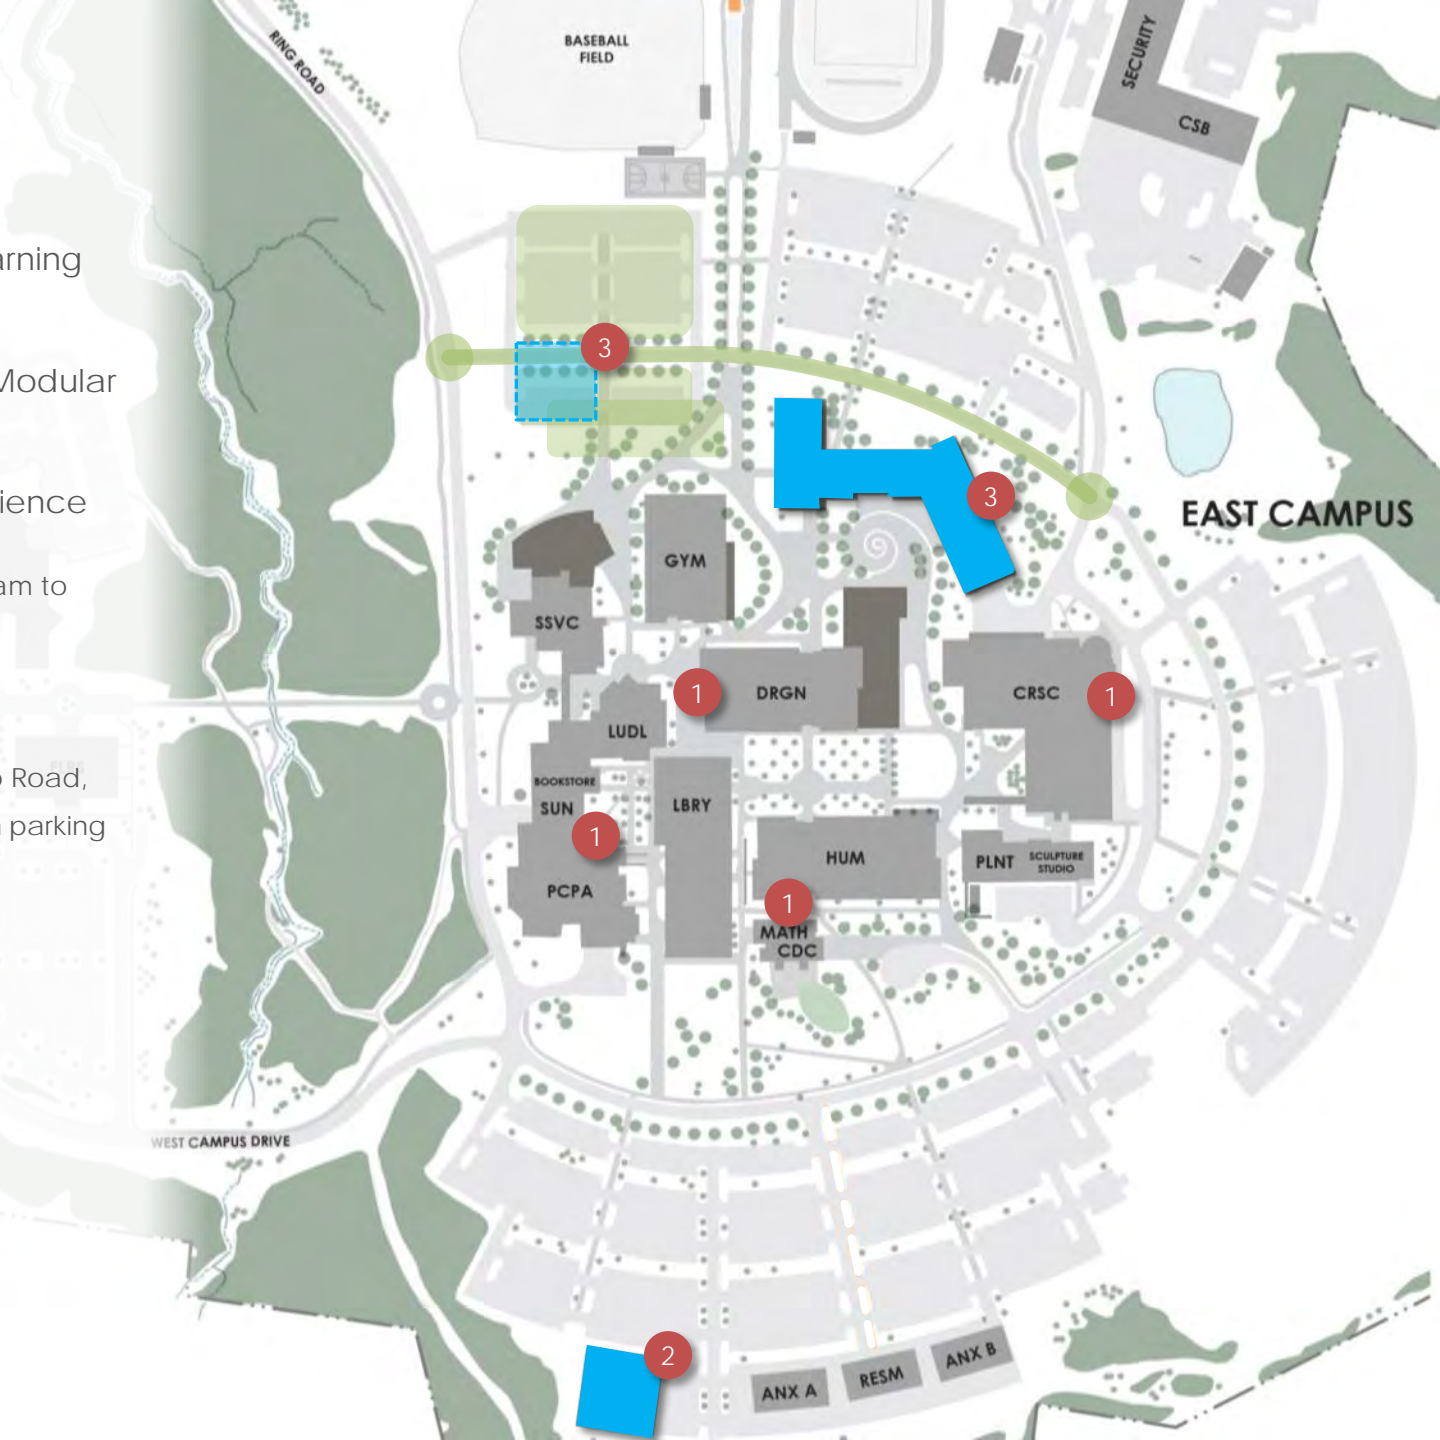 RING ROAD
BASEBALL
FIELD
SECURITY
CSB
arning
3
Modular
3
ience
EAST CAMPUS
am to
GYM
SSVC
1
DRGN
CRSC
1
LUDL
o Road,
BOOKSTORE
SUN
LBRY
parking
1
HUM
PLNT
SCULPTURE
STUDIO
PCPA
1
MATH
CDC
WEST CAMPUS DRIVE
2
ANX A
RESM
ANX B